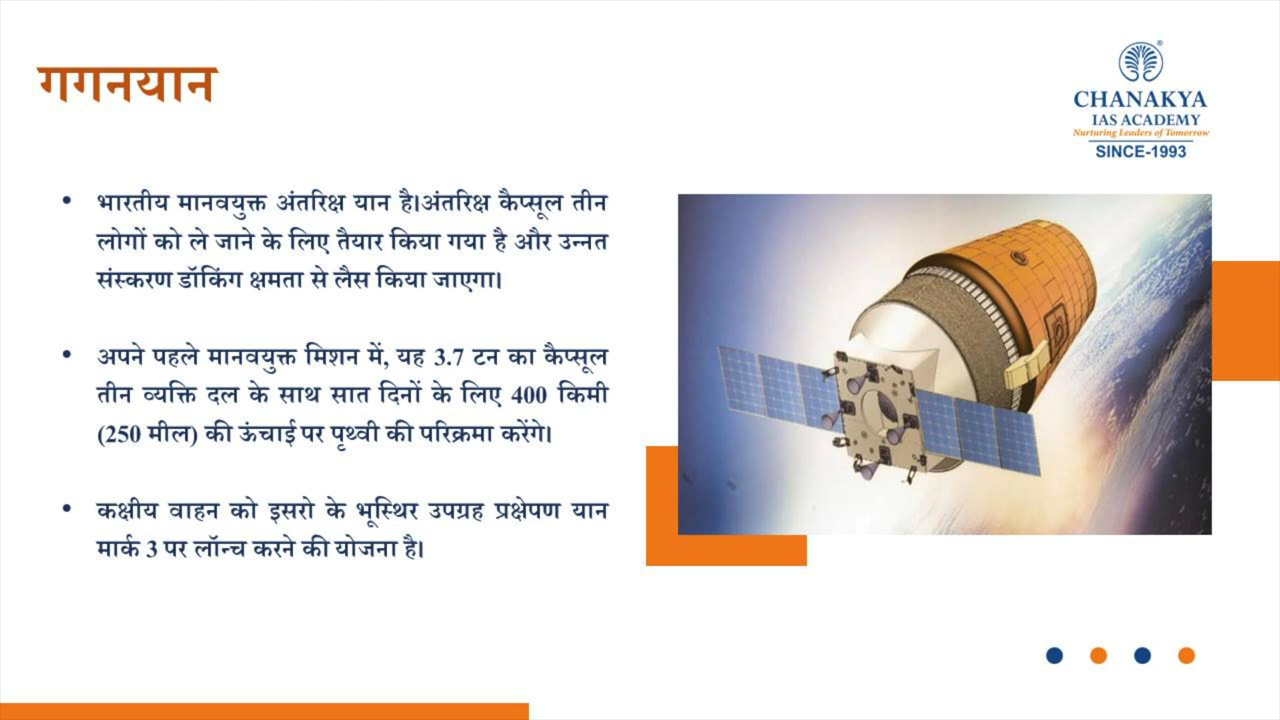 गगनयान
CHANAKYA
IAS ACADEMY
Nurturing Leaders of Tomorrow
SINCE-1993
• भारतीय मानवयुक्त अंतरिक्ष यान है।अंतरिक्ष कैप्सूल तीन
लोगों को ले जाने के लिए तैयार किया गया है और उन्नत
संस्करण डॉकिंग क्षमता से लैस किया जाएगा।
• अपने पहले मानवयुक्त मिशन में, यह 3.7 टन का कैप्सूल
तीन व्यक्ति दल के साथ सात दिनों के लिए 400 किमी
(250 मील) की ऊंचाई पर पृथ्वी की परिक्रमा करेंगे।
• कक्षीय वाहन को इसरो के भूस्थिर उपग्रह प्रक्षेपण यान
मार्क 3 पर लॉन्च करने की योजना है।